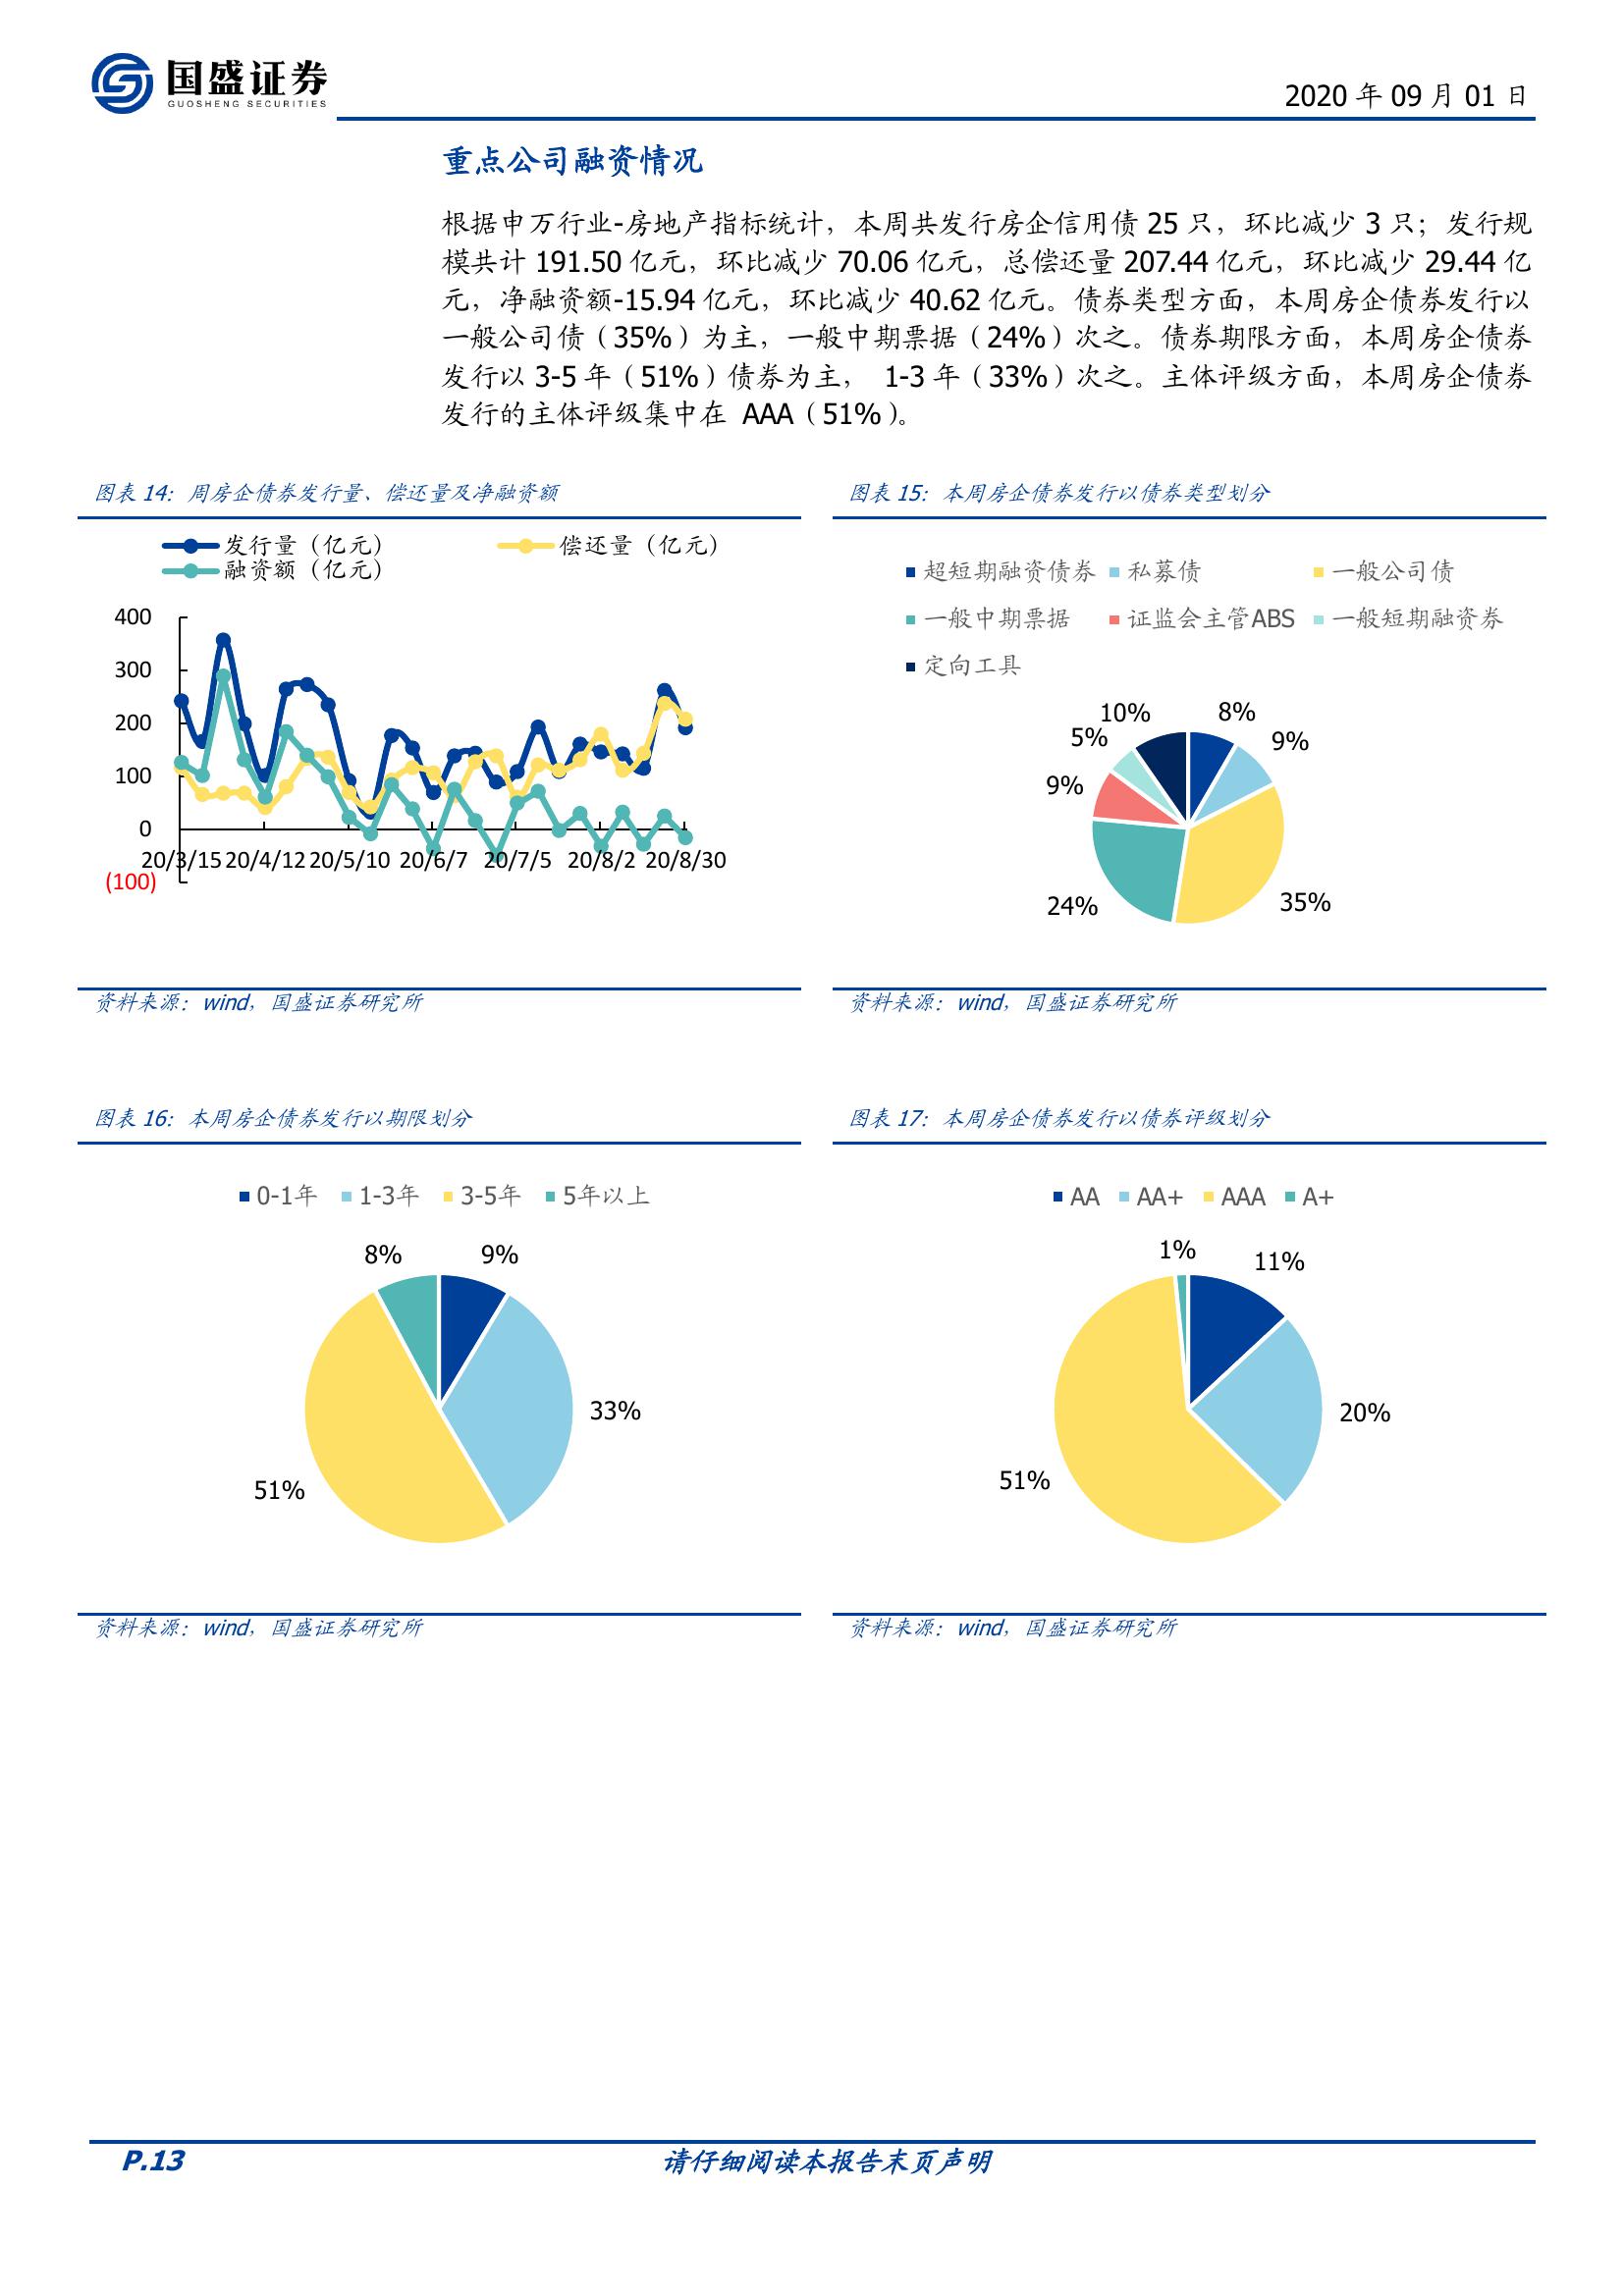 国盛证券
GUOSHENG SECURITIES
2020 年 09 月 01 日
重点公司融资情况
根据申万行业-房地产指标统计，本周共发行房企信用债 25 只，环比减少 3 只；发行规
模共计 191.50 亿元，环比减少 70.06 亿元，总偿还量 207.44 亿元，环比减少 29.44 亿
元，净融资额-15.94 亿元，环比减少 40.62 亿元。债券类型方面，本周房企债券发行以
一般公司债（35%）为主，一般中期票据（24%）次之。债券期限方面，本周房企债券
发行以 3-5 年（51%）债券为主， 1-3 年（33%）次之。主体评级方面，本周房企债券
发行的主体评级集中在 AAA（51%）。
图表 14：周房企债券发行量、偿还量及净融资额
发行量（亿元） 偿还量（亿元）
融资额（亿元）
400
300
200
100
0
(100)
20/3/15 20/4/12 20/5/10 20/6/7 20/7/5 20/8/2 20/8/30
资料来源：wind，国盛证券研究所
图表 15：本周房企债券发行以债券类型划分
超短期融资债券 私募债 一般公司债
一般中期票据 证监会主管ABS 一般短期融资券
定向工具
10% 8%
5% 9%
9%
24% 35%
资料来源：wind，国盛证券研究所
图表 16：本周房企债券发行以期限划分
0-1年 1-3年 3-5年 5年以上
8% 9%
33%
51%
资料来源：wind，国盛证券研究所
图表 17：本周房企债券发行以债券评级划分
AA AA+ AAA A+
1% 11%
20%
51%
资料来源：wind，国盛证券研究所
P.13 请仔细阅读本报告末页声明